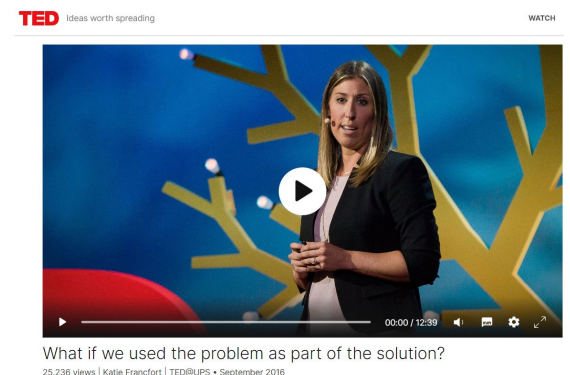 TED Ideas worth spreading WATCH
00:00 / 12:39
What if we used the problem as part of the solution?
25,236 views | Katie Francfort | TED@UPS • September 2016